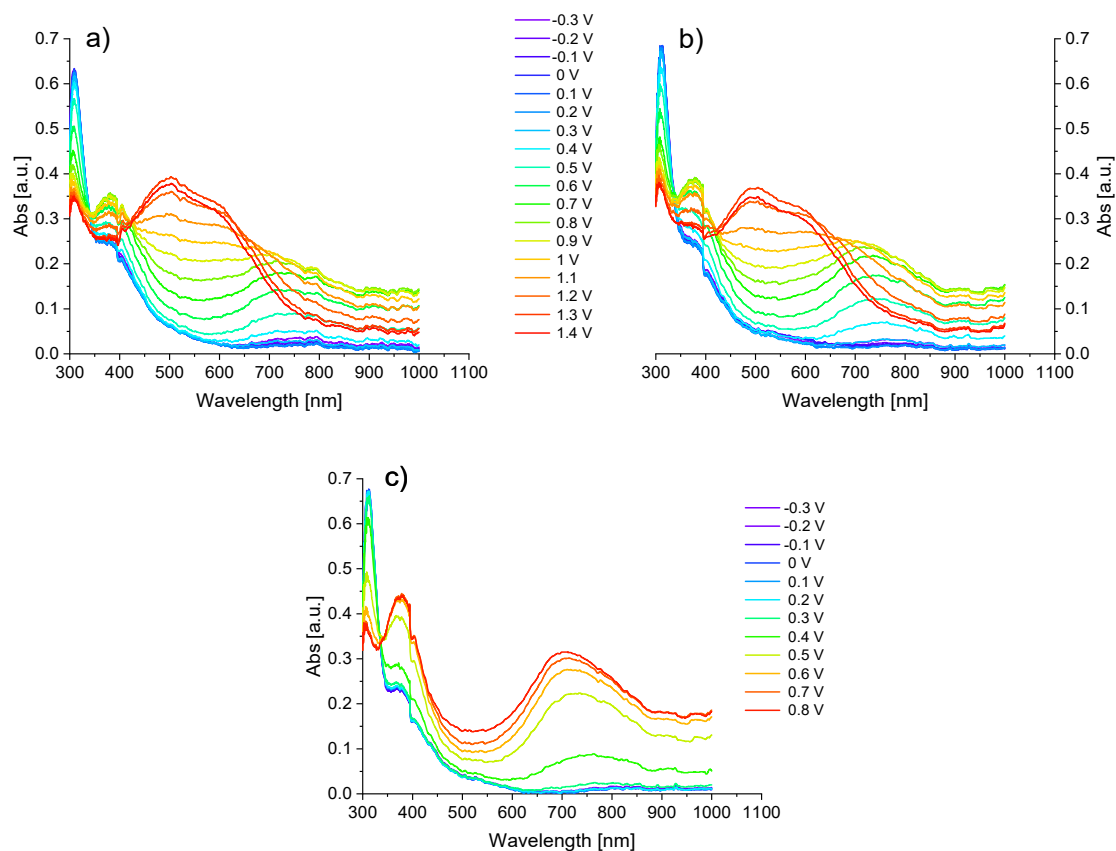 a)
Abs [a.u.]
0.7
0.6
0.5
0.4
0.3
0.2
0.1
0.0
300 400 500 600 700 800 900 1000 1100
Wavelength [nm]
-0.3 V
-0.2 V
-0.1 V
0 V
0.1 V
0.2 V
0.3 V
0.4 V
0.5 V
0.6 V
0.7 V
0.8 V
0.9 V
1 V
1.1
1.2 V
1.3 V
1.4 V
b)
0.7
0.6
0.5
0.4
0.3
0.2
0.1
0.0
Abs [a.u.]
300 400 500 600 700 800 900 1000 1100
Wavelength [nm]
c)
Abs [a.u.]
0.7
0.6
0.5
0.4
0.3
0.2
0.1
0.0
300 400 500 600 700 800 900 1000 1100
Wavelength [nm]
-0.3 V
-0.2 V
-0.1 V
0 V
0.1 V
0.2 V
0.3 V
0.4 V
0.5 V
0.6 V
0.7 V
0.8 V